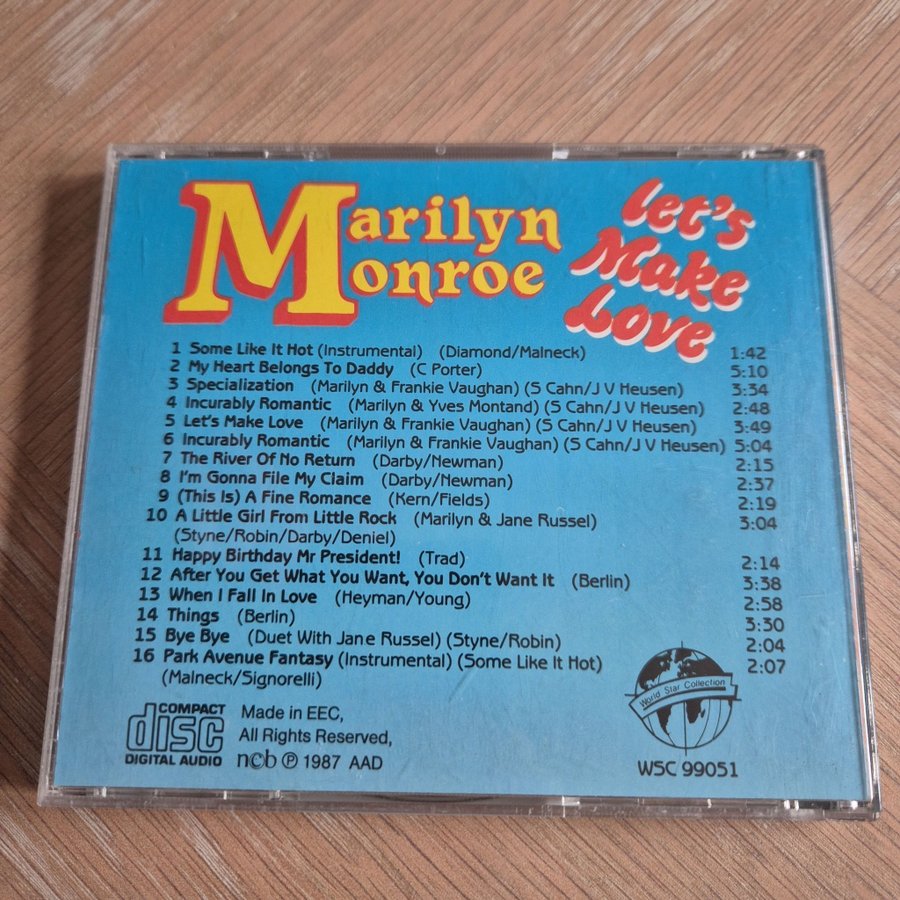 Marilyn
Monroe
Let's
Make
Love
1 Some Like It Hot (Instrumental) (Diamond/Malneck) 1:42
2 My Heart Belongs To Daddy (C Porter) 5:10
3 Specialization (Marilyn & Frankie Vaughan) (S Cahn/J V Heusen) 3:34
4 Incurably Romantic (Marilyn & Yves Montand) (S Cahn/J V Heusen) 2:48
5 Let's Make Love (Marilyn & Frankie Vaughan) (S Cahn/J V Heusen) 3:49
6 Incurably Romantic (Marilyn & Frankie Vaughan) (S Cahn/J V Heusen) 5:04
7 The River Of No Return (Darby/Newman) 2:15
8 I'm Gonna File My Claim (Darby/Newman) 2:37
9 (This Is) A Fine Romance (Kern/Fields) 2:19
10 A Little Girl From Little Rock (Marilyn & Jane Russel) 3:04
(Styne/Robin/Darby/Deniel)
11 Happy Birthday Mr President! (Trad) 2:14
12 After You Get What You Want, You Don't Want It (Berlin) 3:38
13 When I Fall In Love (Heyman/Young) 2:58
14 Things (Berlin) 3:30
15 Bye Bye (Duet With Jane Russel) (Styne/Robin) 2:04
16 Park Avenue Fantasy (Instrumental) (Some Like It Hot) 2:07
(Malneck/Signorelli)
COMPACT
disc
DIGITAL AUDIO
Made in EEC,
All Rights Reserved,
ncb ℗ 1987 AAD
World Star Collection
WSC 99051